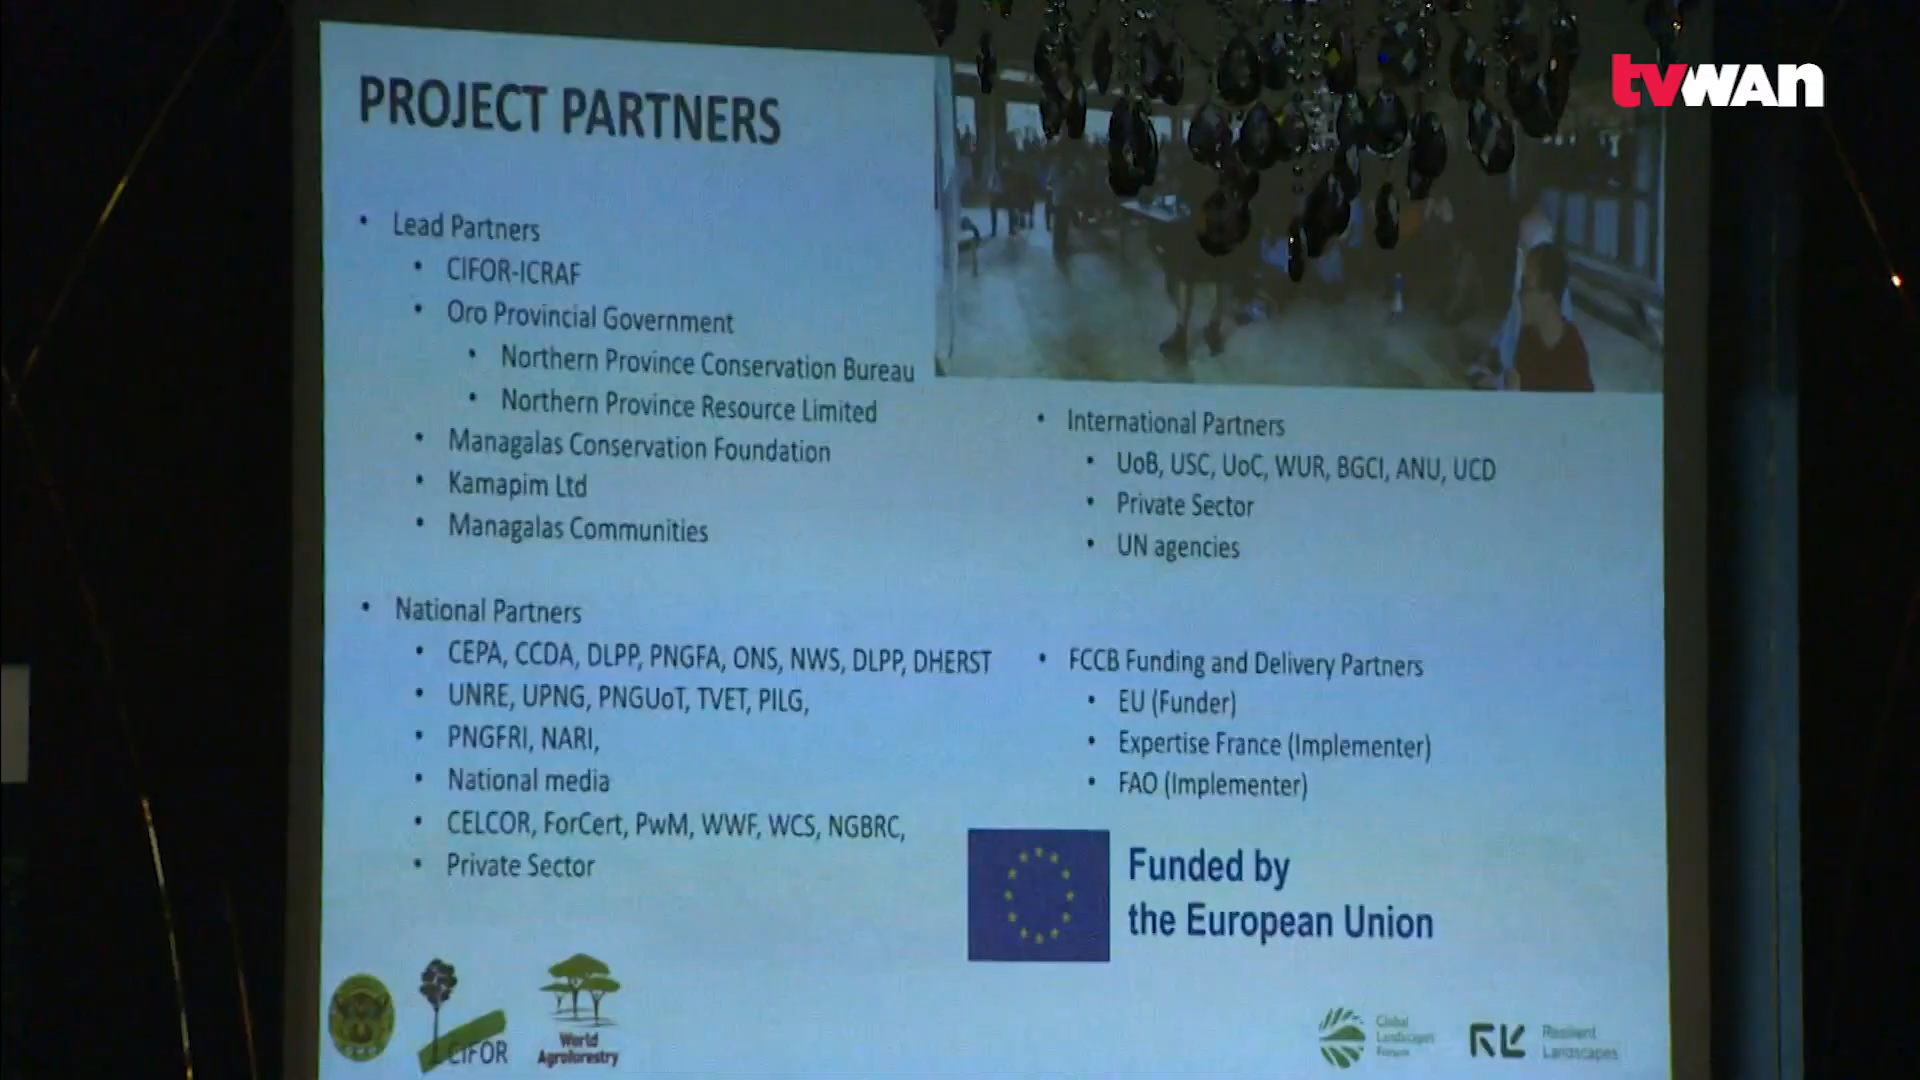 tvwan
PROJECT PARTNERS
• Lead Partners
• CIFOR-ICRAF
• Oro Provincial Government
• Northern Province Conservation Bureau
• Northern Province Resource Limited
• Managalas Conservation Foundation
• Kamapim Ltd
• Managalas Communities
• National Partners
• CEPA, CCDA, DLPP, PNGFA, ONS, NWS, DLPP, DHERST
• UNRE, UPNG, PNGUoT, TVET, PILG,
• PNGFRI, NARI,
• National media
• CELCOR, ForCert, PwM, WWF, WCS, NGBRC,
• Private Sector
• International Partners
• UoB, USC, UoC, WUR, BGCI, ANU, UCD
• Private Sector
• UN agencies
• FCCB Funding and Delivery Partners
• EU (Funder)
• Expertise France (Implementer)
• FAO (Implementer)
Funded by
the European Union
CIFOR
World
Agroforestry
Global
Landscapes
Forum
Resilient
Landscapes